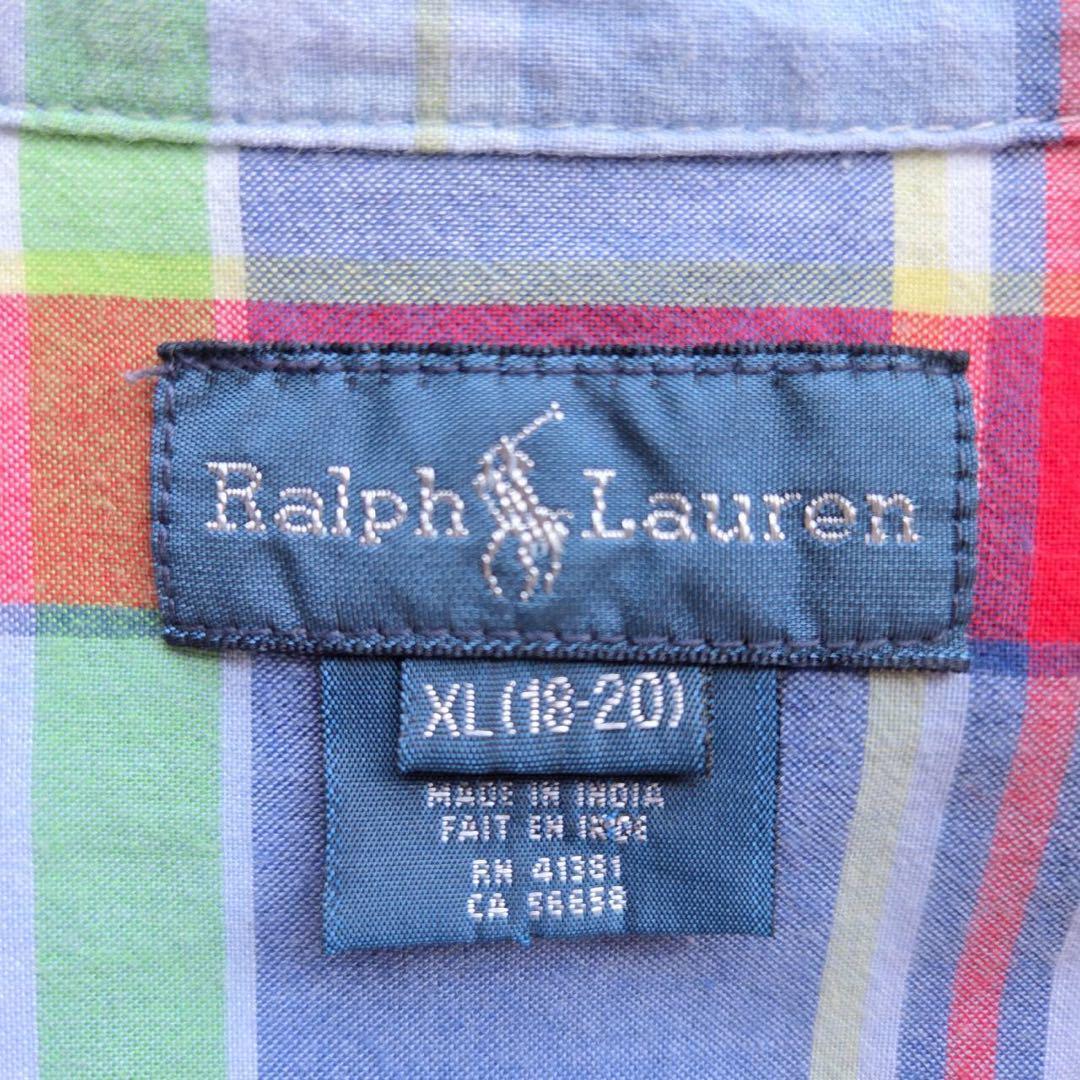 Ralph Lauren
XL (18-20)
MADE IN INDIA
FAIT EN INDE
RN 41381
CA 56658